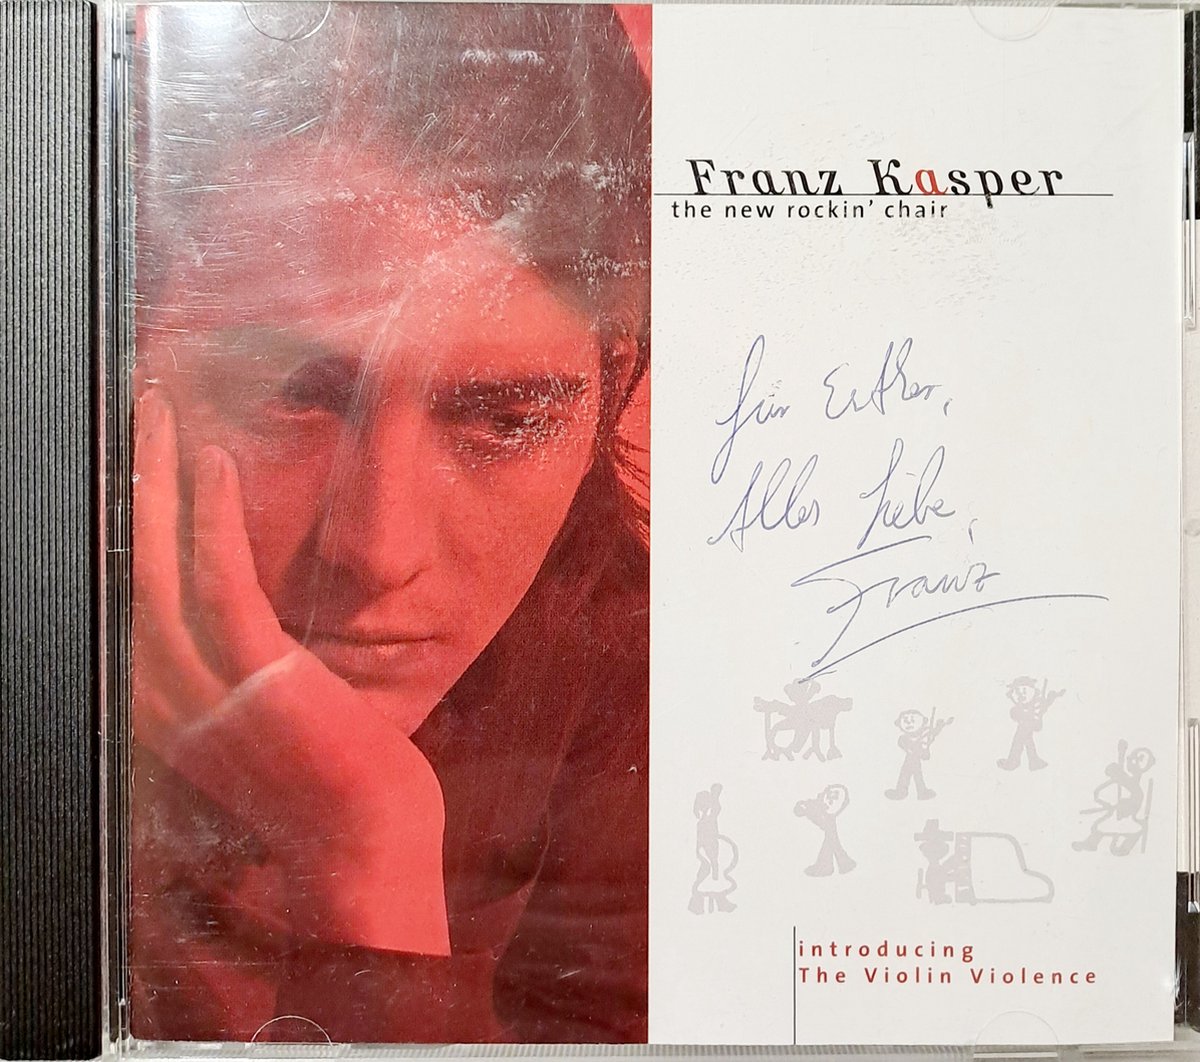 Franz Kasper
the new rockin' chair
für Esther,
Alles Liebe,
Franz
introducing
The Violin Violence